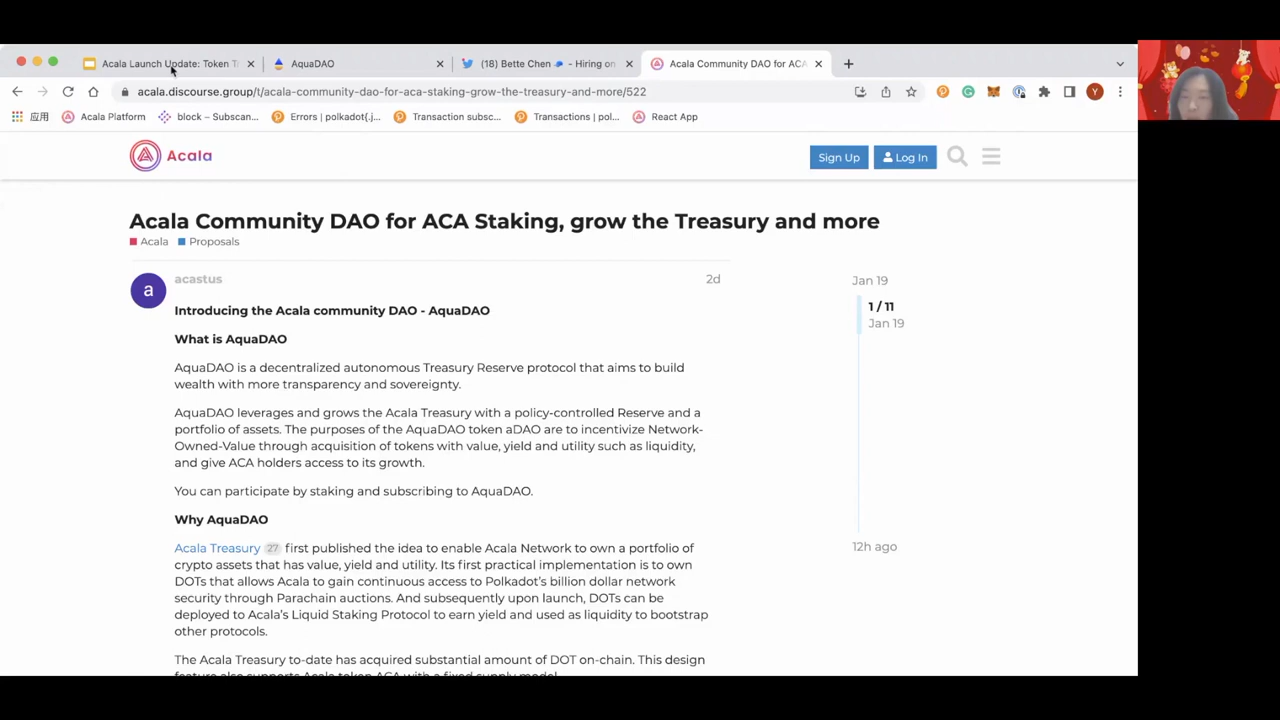 Acala Launch Update: Token T
AquaDAO
(18) Bette Chen - Hiring on
Acala Community DAO for ACA
acala.discourse.group/t/acala-community-dao-for-aca-staking-grow-the-treasury-and-more/522
Y
应用
Acala Platform
block – Subscan...
Errors | polkadot{.j...
Transaction subsc...
Transactions | pol...
React App
Acala
Sign Up
Log In
Acala Community DAO for ACA Staking, grow the Treasury and more
Acala Proposals
a
acastus
2d
Introducing the Acala community DAO - AquaDAO
What is AquaDAO
AquaDAO is a decentralized autonomous Treasury Reserve protocol that aims to build
wealth with more transparency and sovereignty.
AquaDAO leverages and grows the Acala Treasury with a policy-controlled Reserve and a
portfolio of assets. The purposes of the AquaDAO token aDAO are to incentivize Network-
Owned-Value through acquisition of tokens with value, yield and utility such as liquidity,
and give ACA holders access to its growth.
You can participate by staking and subscribing to AquaDAO.
Why AquaDAO
Acala Treasury 27 first published the idea to enable Acala Network to own a portfolio of
crypto assets that has value, yield and utility. Its first practical implementation is to own
DOTs that allows Acala to gain continuous access to Polkadot's billion dollar network
security through Parachain auctions. And subsequently upon launch, DOTs can be
deployed to Acala's Liquid Staking Protocol to earn yield and used as liquidity to bootstrap
other protocols.
The Acala Treasury to-date has acquired substantial amount of DOT on-chain. This design
feature also supports Acala token ACA with a fixed supply model.
Jan 19
1 / 11
Jan 19
12h ago